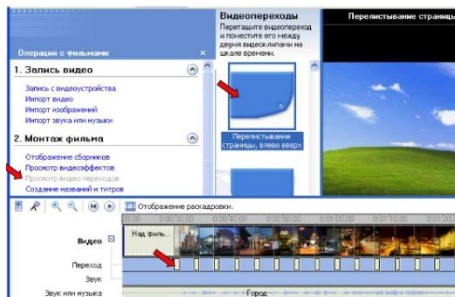 Операции с фильмами
1. Запись видео
Запись с видеоустройства
Импорт видео
Импорт изображений
Импорт звука или музыки
2. Монтаж фильма
Отображение сборников
Просмотр видеоэффектов
Просмотр видео переходов
Создание названий и титров
Видеопереходы
Перетащите видеопереход
и поместите его между
двумя видеоклипами на
шкале времени.
Перелистывание
страницы, влево вверх
Перелистывание страницы
Отображение раскадровки.
Видео
Над филь...
Переход
Звук
Звук или музыка
Город